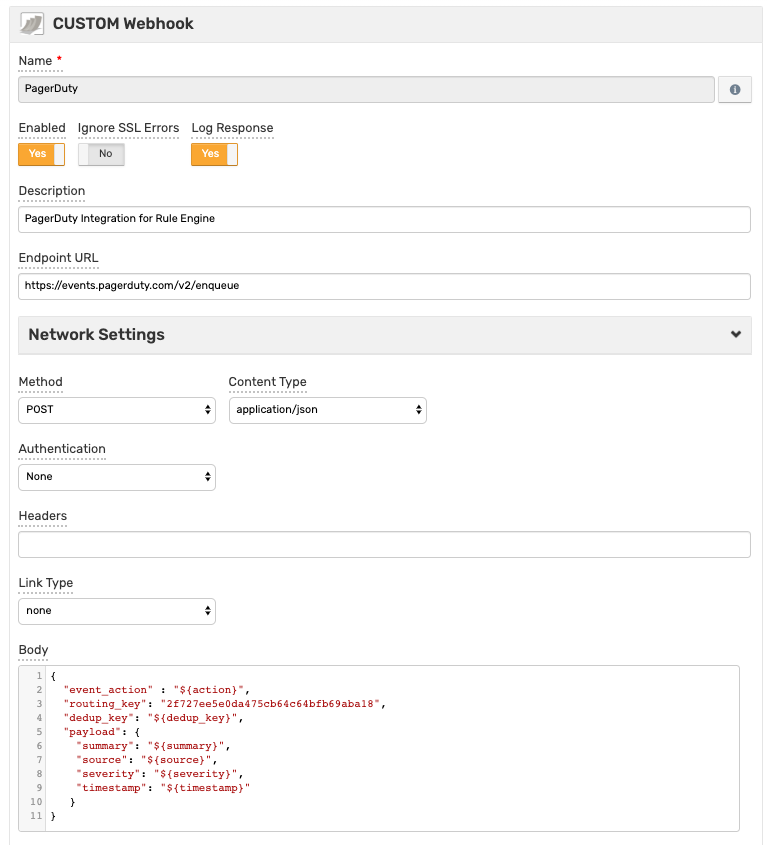 CUSTOM Webhook
Name *
PagerDuty
Enabled Ignore SSL Errors Log Response
Yes No Yes
Description
PagerDuty Integration for Rule Engine
Endpoint URL
https://events.pagerduty.com/v2/enqueue
Network Settings
Method Content Type
POST application/json
Authentication
None
Headers
Link Type
none
Body
1 {
2 "event_action" : "${action}",
3 "routing_key": "2f727ee5e0da475cb64c64bfb69aba18",
4 "dedup_key": "${dedup_key}",
5 "payload": {
6 "summary": "${summary}",
7 "source": "${source}",
8 "severity": "${severity}",
9 "timestamp": "${timestamp}"
10 }
11 }